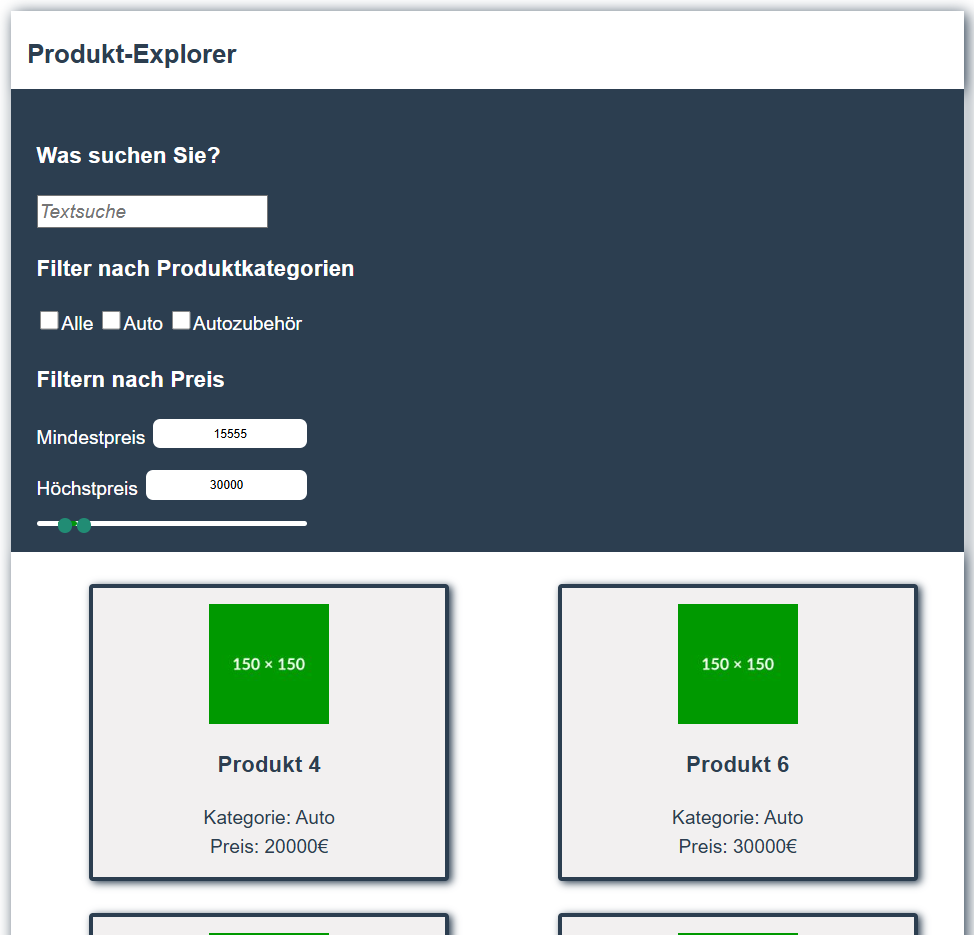 Produkt-Explorer
Was suchen Sie?
Textsuche
Filter nach Produktkategorien
Alle Auto Autozubehör
Filtern nach Preis
Mindestpreis 15555
Höchstpreis 30000
150 × 150
Produkt 4
Kategorie: Auto
Preis: 20000€
150 × 150
Produkt 6
Kategorie: Auto
Preis: 30000€